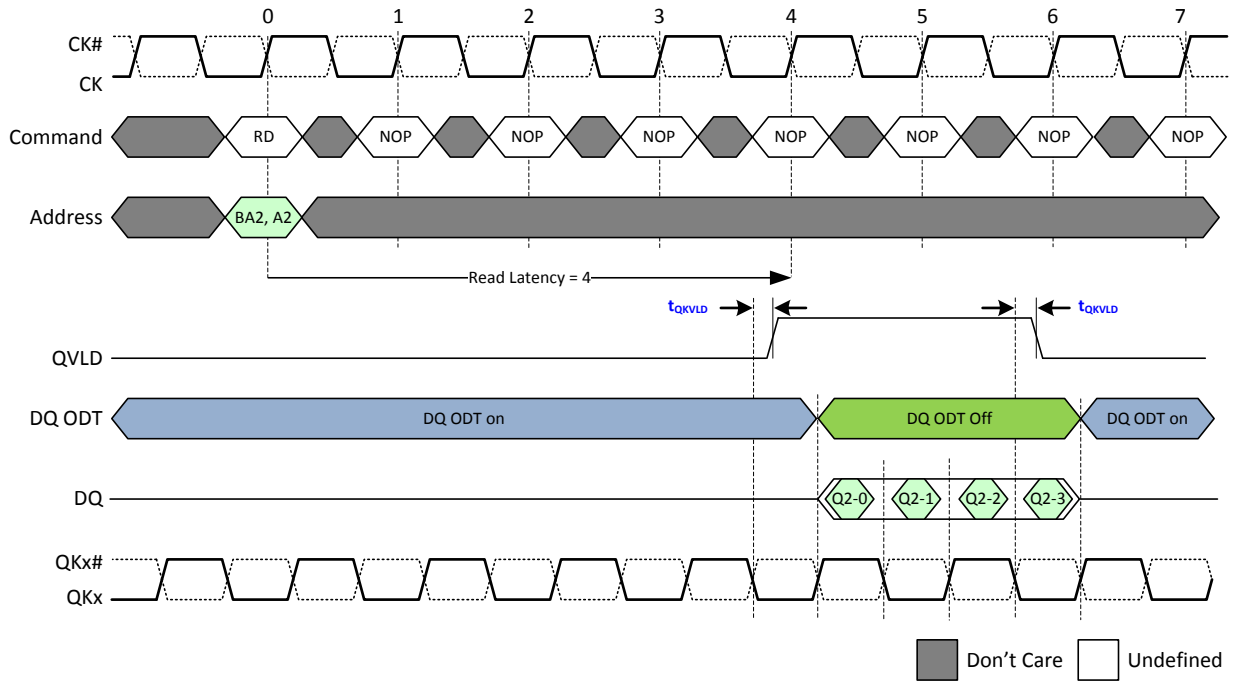 0 1 2 3 4 5 6 7
CK#
CK
Command RD NOP NOP NOP NOP NOP NOP NOP
Address BA2, A2
Read Latency = 4
tQKVLD tQKVLD
QVLD
DQ ODT DQ ODT on DQ ODT Off DQ ODT on
DQ Q2-0 Q2-1 Q2-2 Q2-3
QKx#
QKx
Don't Care Undefined